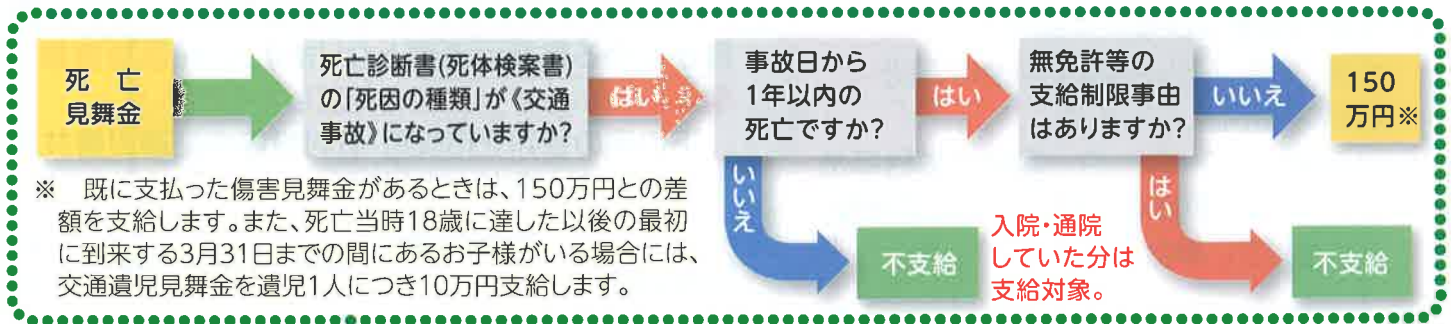 死 亡
見舞金
死亡診断書(死体検案書)
の「死因の種類」が《交通
事故》になっていますか?
はい
事故日から
1年以内の
死亡ですか?
はい
無免許等の
支給制限事由
はありますか?
いいえ
150
万円※
いいえ
不支給
入院・通院
していた分は
支給対象。
はい
不支給
※ 既に支払った傷害見舞金があるときは、150万円との差
額を支給します。また、死亡当時18歳に達した以後の最初
に到来する3月31日までの間にあるお子様がいる場合には、
交通遺児見舞金を遺児1人につき10万円支給します。